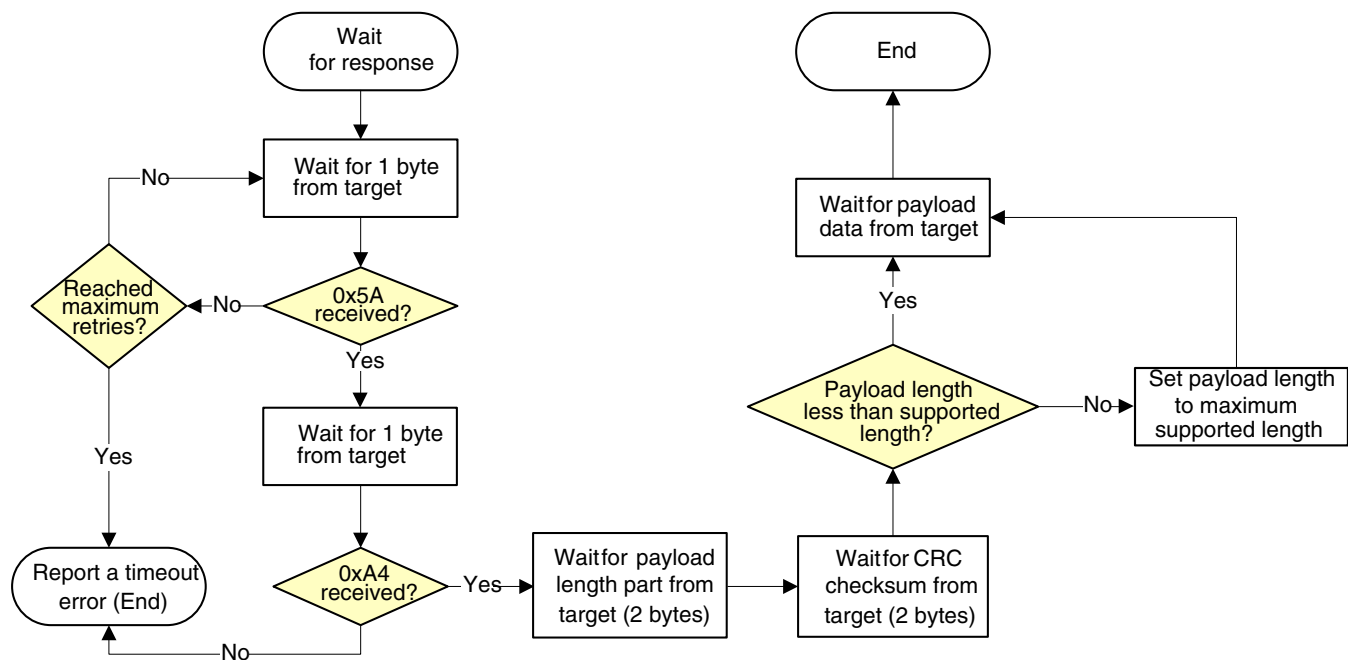 Wait
for response
Wait for 1 byte
from target
No
Reached
maximum
retries?
No
0x5A
received?
Yes
Wait for 1 byte
from target
Yes
Report a timeout
error (End)
0xA4
received?
No
Yes
Wait for payload
length part from
target (2 bytes)
Wait for CRC
checksum from
target (2 bytes)
Payload length
less than supported
length?
No
Set payload length
to maximum
supported length
Yes
Wait for payload
data from target
End